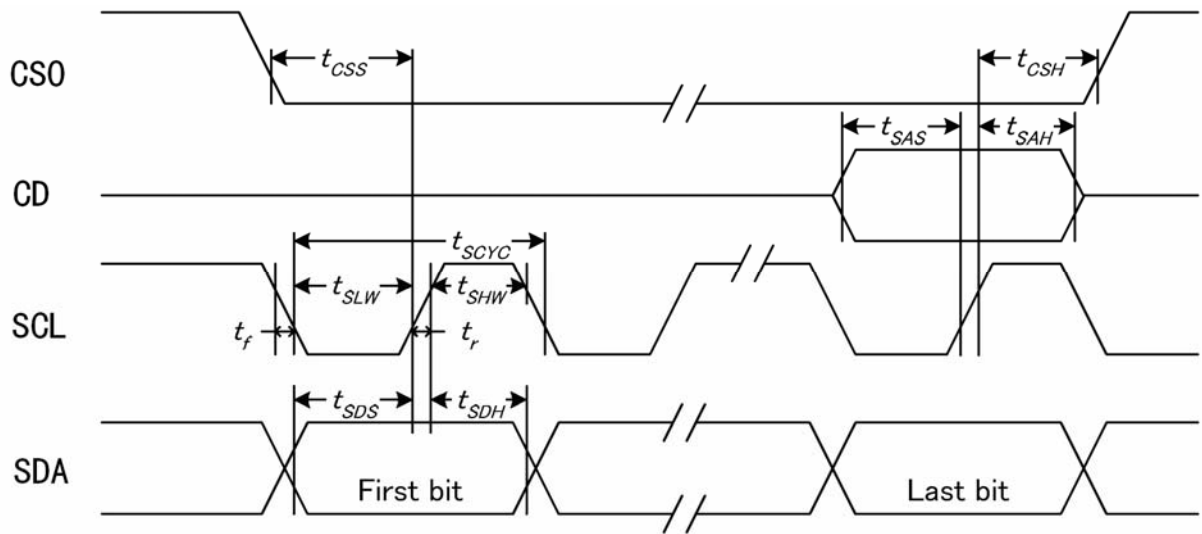 CSO
t_CSS
t_CSH
CD
t_SAS
t_SAH
SCL
t_SCYC
t_SLW
t_SHW
t_f
t_r
SDA
t_SDS
t_SDH
First bit
Last bit